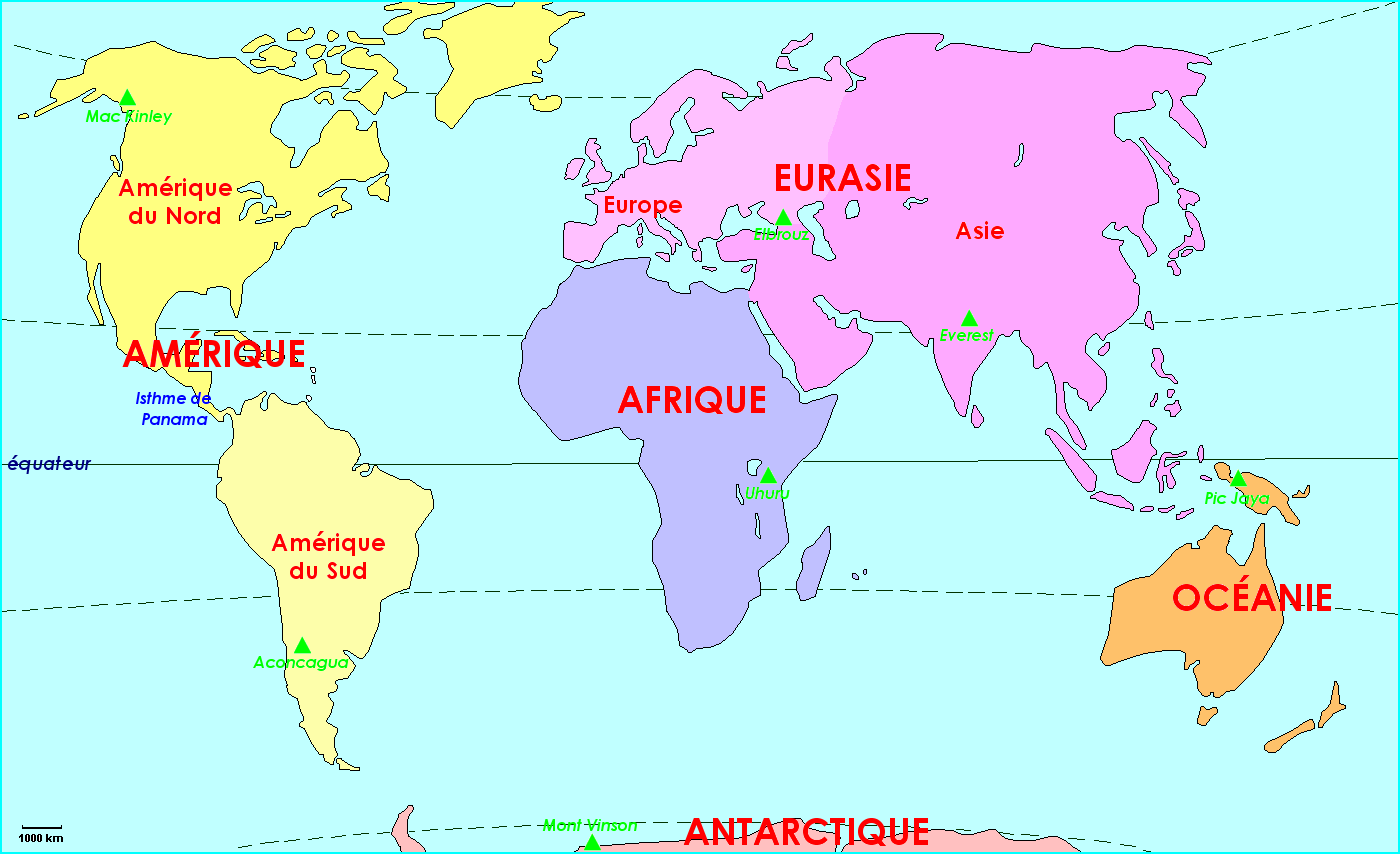 Mac Kinley
Amérique
du Nord
EURASIE
Europe
Elbrouz
Asie
Everest
AMÉRIQUE
Isthme de
Panama
AFRIQUE
équateur
Uhuru
Pic Jaya
Amérique
du Sud
OCÉANIE
Aconcagua
Mont Vinson
ANTARCTIQUE
1000 km